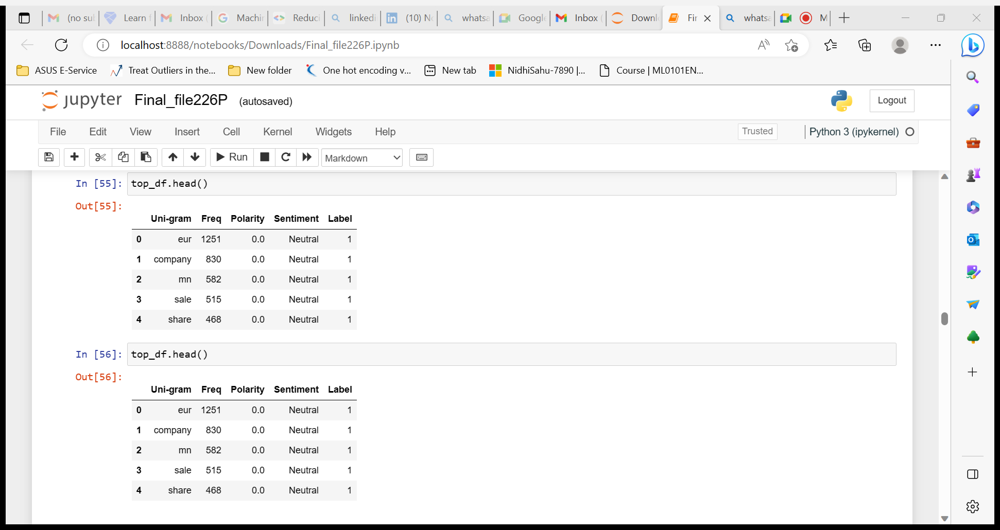 (no su Learn Inbox Machin Reduci linkedi (10) N whatsa Google Inbox Downl Fir whatsa M
localhost:8888/notebooks/Downloads/Final_file226P.ipynb
ASUS E-Service Treat Outliers in the... New folder One hot encoding v... New tab NidhiSahu-7890 |... Course | ML0101EN...
jupyter Final_file226P (autosaved) Logout
File Edit View Insert Cell Kernel Widgets Help Trusted Python 3 (ipykernel)
Run Markdown
In [55]: top_df.head()
Out[55]:
Uni-gram Freq Polarity Sentiment Label
0 eur 1251 0.0 Neutral 1
1 company 830 0.0 Neutral 1
2 mn 582 0.0 Neutral 1
3 sale 515 0.0 Neutral 1
4 share 468 0.0 Neutral 1
In [56]: top_df.head()
Out[56]:
Uni-gram Freq Polarity Sentiment Label
0 eur 1251 0.0 Neutral 1
1 company 830 0.0 Neutral 1
2 mn 582 0.0 Neutral 1
3 sale 515 0.0 Neutral 1
4 share 468 0.0 Neutral 1